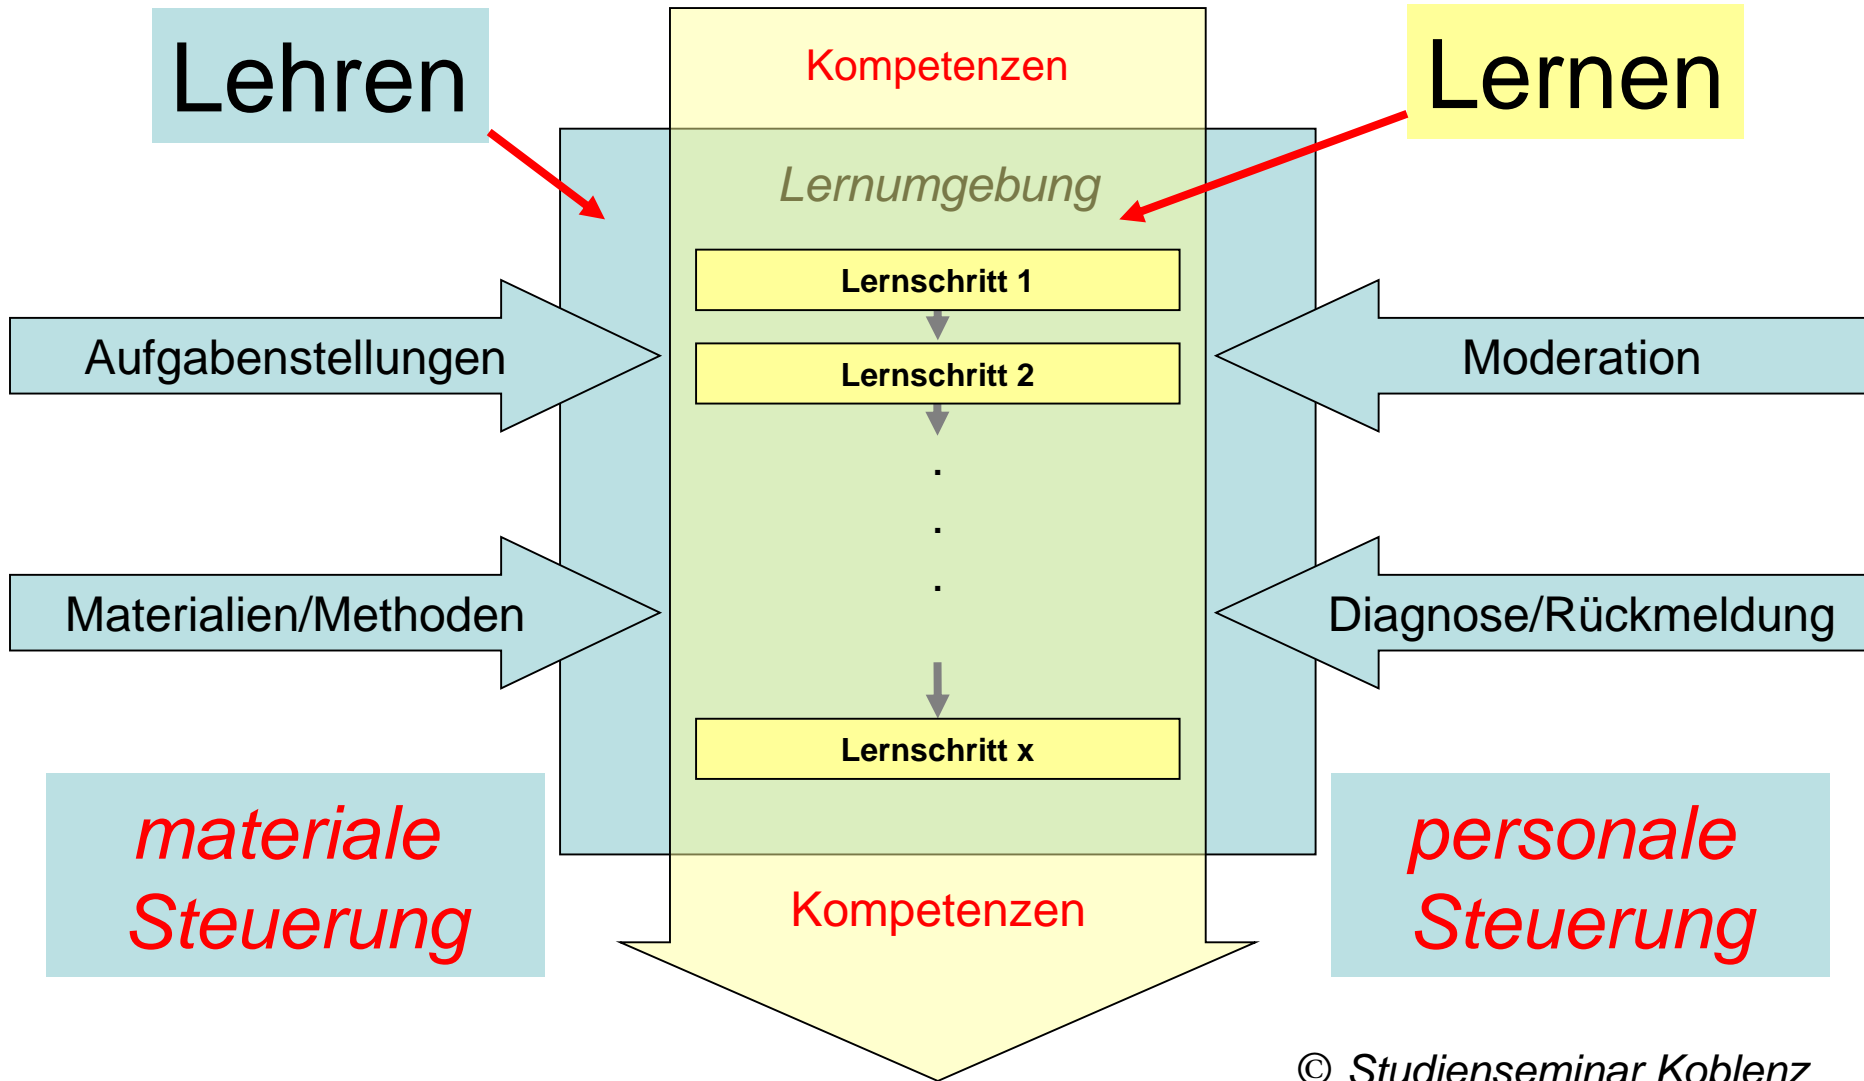 Lehren
Kompetenzen
Lernen
Lernumgebung
Lernschritt 1
Aufgabenstellungen
Lernschritt 2
Moderation
.
.
.
Materialien/Methoden
Diagnose/Rückmeldung
Lernschritt x
materiale
Steuerung
personale
Steuerung
Kompetenzen
© Studienseminar Koblenz